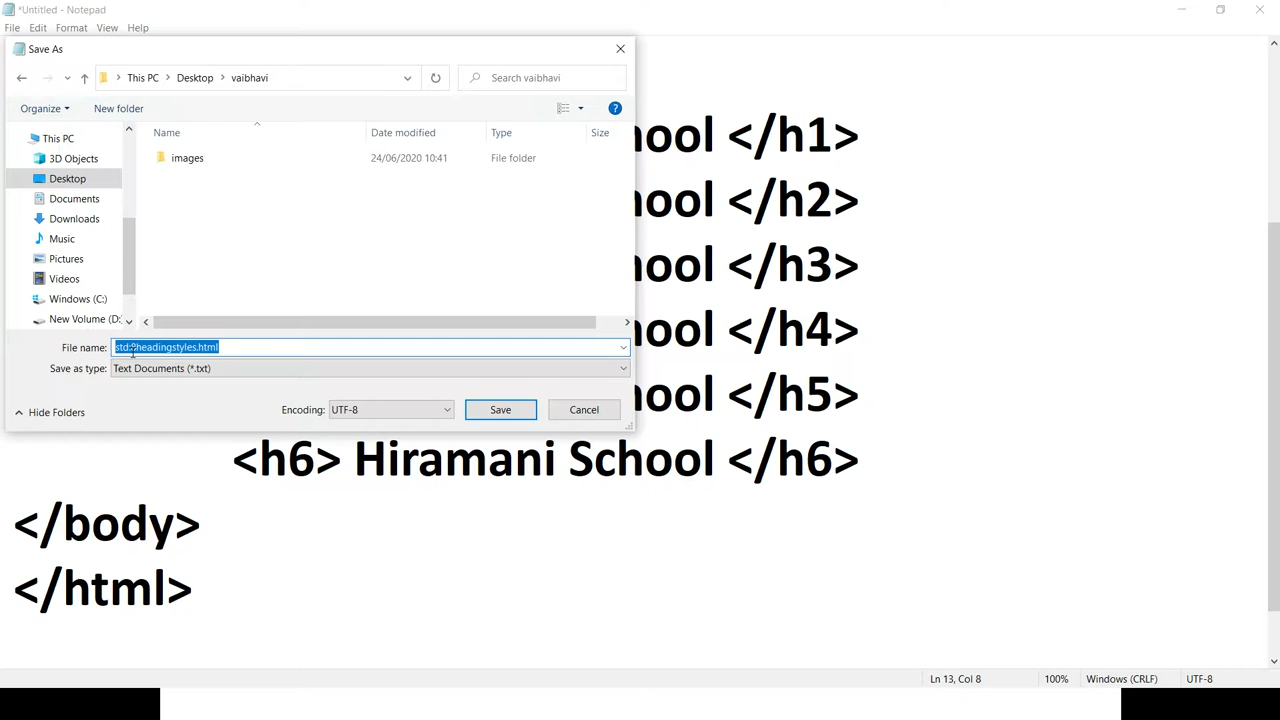 *Untitled - Notepad
File Edit Format View Help
Save As
This PC Desktop vaibhavi
Search vaibhavi
Organize New folder
Name Date modified Type Size
This PC
3D Objects
Desktop
Documents
Downloads
Music
Pictures
Videos
Windows (C:)
New Volume (D:
images 24/06/2020 10:41 File folder
File name:
Save as type: Text Documents (*.txt)
Hide Folders
Encoding: UTF-8 Save Cancel
ool </h1>
ool </h2>
ool </h3>
ool </h4>
ool </h5>
<h6> Hiramani School </h6>
</body>
</html>
Ln 13, Col 8 100% Windows (CRLF) UTF-8